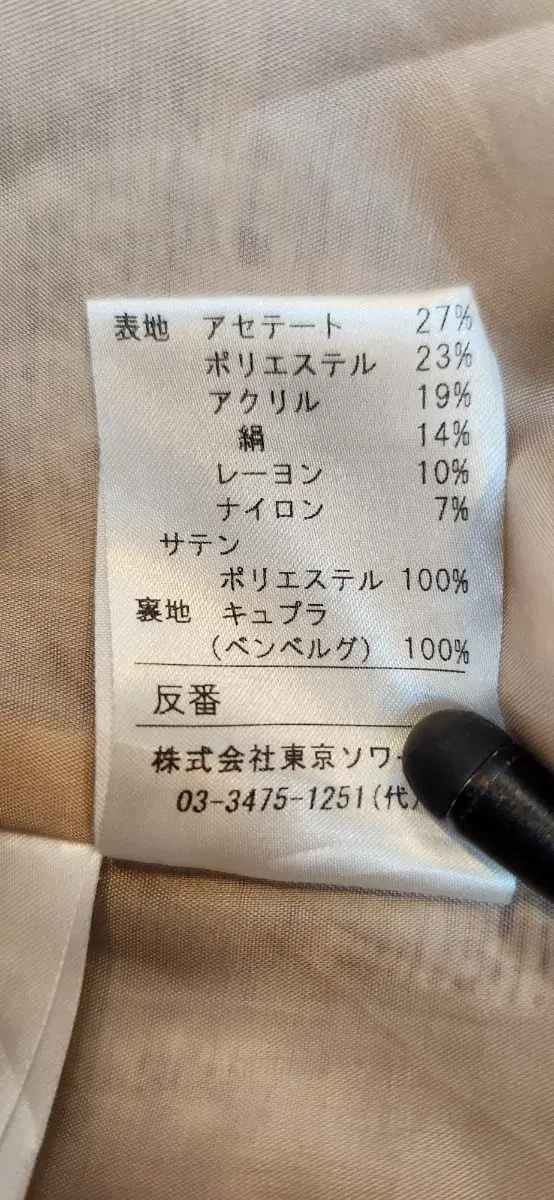 表地 アセテート 27%
ポリエステル 23%
アクリル 19%
絹 14%
レーヨン 10%
ナイロン 7%
サテン
ポリエステル 100%
裏地 キュプラ
(ベンベルグ) 100%
反番
株式会社東京ソワ
03-3475-1251(代)